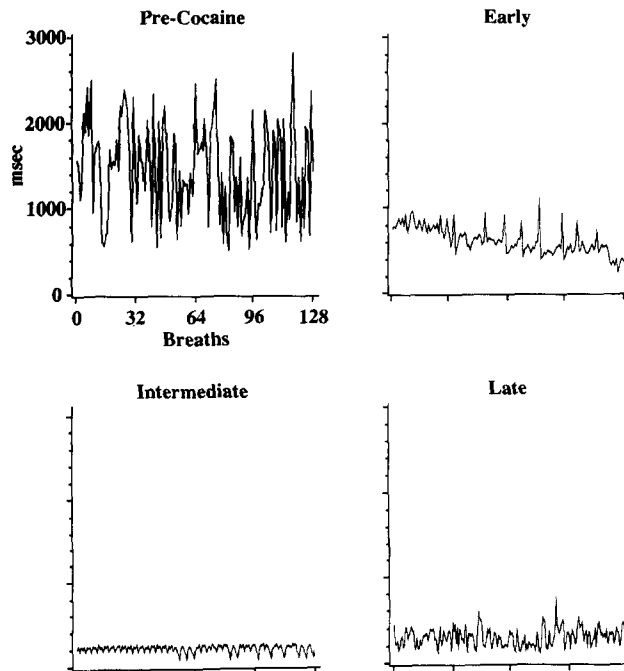 Pre-Cocaine
Early
3000
2000
1000
0
msec
0 32 64 96 128
Breaths
Intermediate
Late